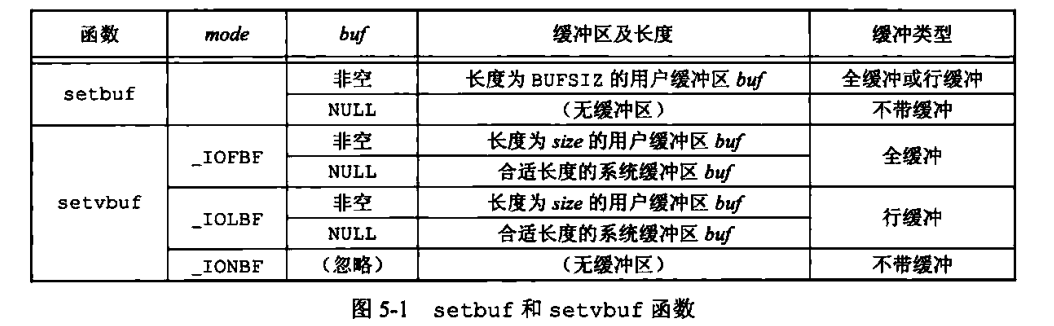 函数 mode buf 缓冲区及长度 缓冲类型
setbuf 非空 长度为 BUFSIZ 的用户缓冲区 buf 全缓冲或行缓冲
NULL （无缓冲区） 不带缓冲
setvbuf _IOFBF 非空 长度为 size 的用户缓冲区 buf 全缓冲
NULL 合适长度的系统缓冲区 buf
_IOLBF 非空 长度为 size 的用户缓冲区 buf 行缓冲
NULL 合适长度的系统缓冲区 buf
_IONBF （忽略） （无缓冲区） 不带缓冲
图 5-1 setbuf 和 setvbuf 函数